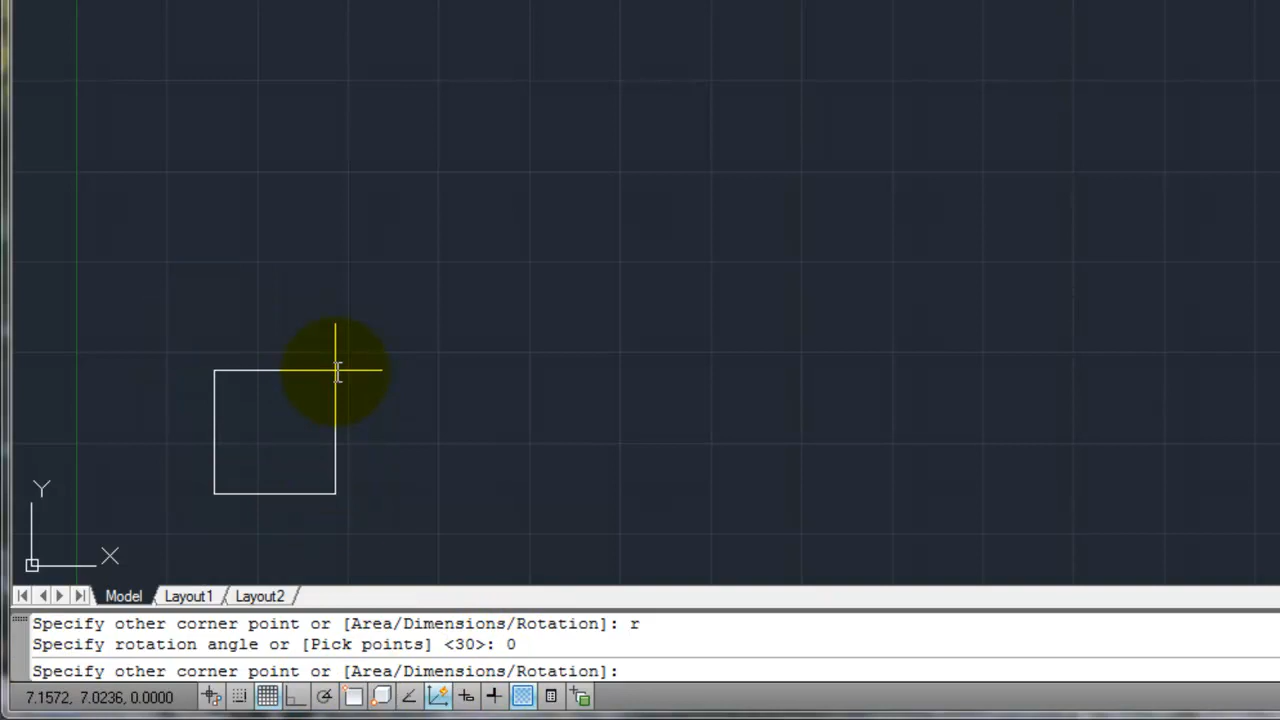 Y
X
Model Layout1 Layout2
Specify other corner point or [Area/Dimensions/Rotation]: r
Specify rotation angle or [Pick points] <30>: 0
Specify other corner point or [Area/Dimensions/Rotation]:
7.1572, 7.0236, 0.0000